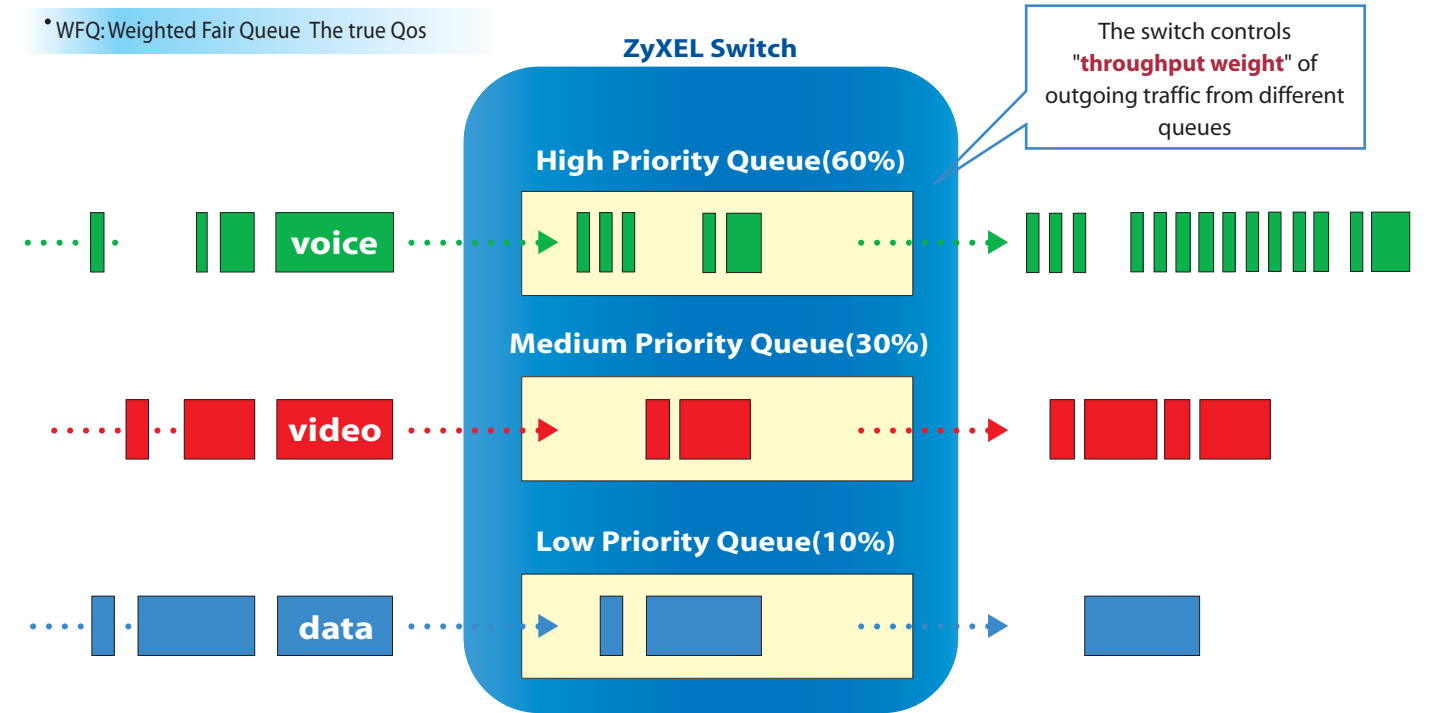 • WFQ: Weighted Fair Queue The true Qos
ZyXEL Switch
The switch controls
"throughput weight" of
outgoing traffic from different
queues
High Priority Queue(60%)
voice
Medium Priority Queue(30%)
video
Low Priority Queue(10%)
data